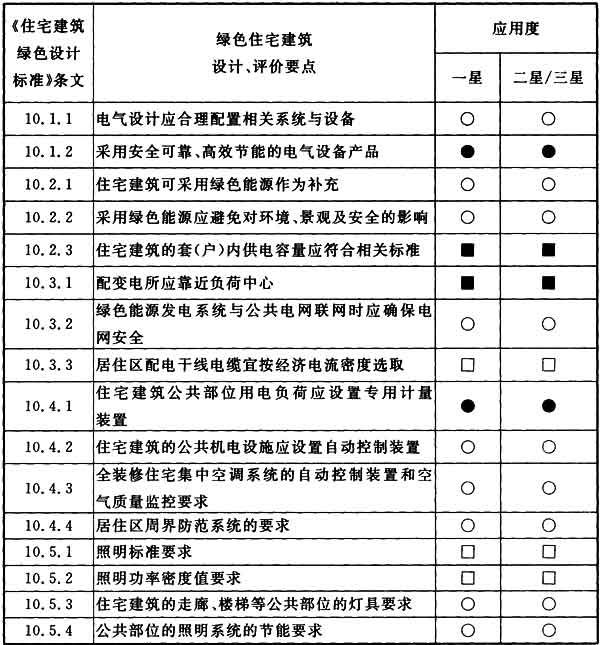 《住宅建筑
绿色设计
标准》条文
绿色住宅建筑
设计、评价要点
应用度
一星
二星/三星
10.1.1 电气设计应合理配置相关系统与设备 ○ ○
10.1.2 采用安全可靠、高效节能的电气设备产品 ● ●
10.2.1 住宅建筑可采用绿色能源作为补充 ○ ○
10.2.2 采用绿色能源应避免对环境、景观及安全的影响 ○ ○
10.2.3 住宅建筑的套(户)内供电容量应符合相关标准 ■ ■
10.3.1 配变电所应靠近负荷中心 ■ ■
10.3.2 绿色能源发电系统与公共电网联网时应确保电
网安全 ○ ○
10.3.3 居住区配电干线电缆宜按经济电流密度选取 □ □
10.4.1 住宅建筑公共部位用电负荷应设置专用计量
装置 ● ●
10.4.2 住宅建筑的公共机电设施应设置自动控制装置 ○ ○
10.4.3 全装修住宅集中空调系统的自动控制装置和空
气质量监控要求 ○ ○
10.4.4 居住区周界防范系统的要求 ○ ○
10.5.1 照明标准要求 □ □
10.5.2 照明功率密度值要求 □ □
10.5.3 住宅建筑的走廊、楼梯等公共部位的灯具要求 ○ ○
10.5.4 公共部位的照明系统的节能要求 ○ ○